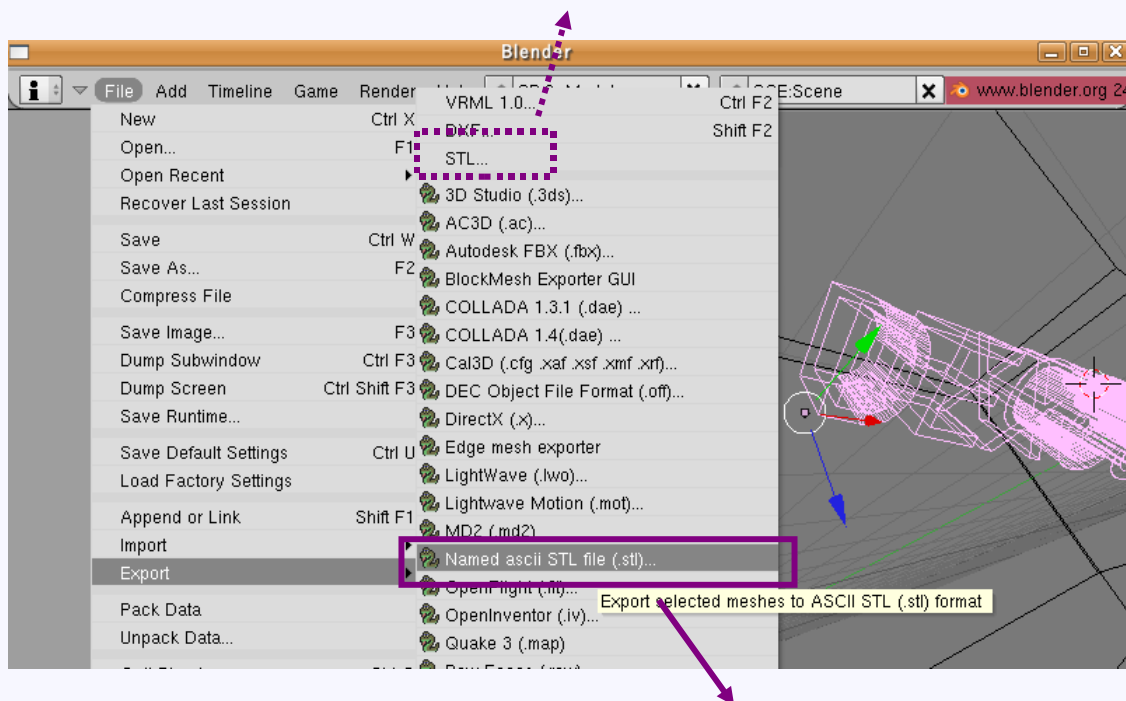 Blender
File Add Timeline Game Render
SCE:Scene
www.blender.org 24
New Ctrl X
Open... F1
Open Recent
Recover Last Session
Save Ctrl W
Save As... F2
Compress File
Save Image... F3
Dump Subwindow Ctrl F3
Dump Screen Ctrl Shift F3
Save Runtime...
Save Default Settings Ctrl U
Load Factory Settings
Append or Link Shift F1
Import
Export
Pack Data
Unpack Data...
VRML 1.0... Ctrl F2
DXF... Shift F2
STL...
3D Studio (.3ds)...
AC3D (.ac)...
Autodesk FBX (.fbx)...
BlockMesh Exporter GUI
COLLADA 1.3.1 (.dae) ...
COLLADA 1.4(.dae) ...
Cal3D (.cfg .xaf .xsf .xmf .xrf)...
DEC Object File Format (.off)...
DirectX (.x)...
Edge mesh exporter
LightWave (.lwo)...
Lightwave Motion (.mot)...
MD2 (.md2)
Named ascii STL file (.stl)...
OpenFlight (.flt)...
OpenInventor (.iv)...
Quake 3 (.map)
Export selected meshes to ASCII STL (.stl) format